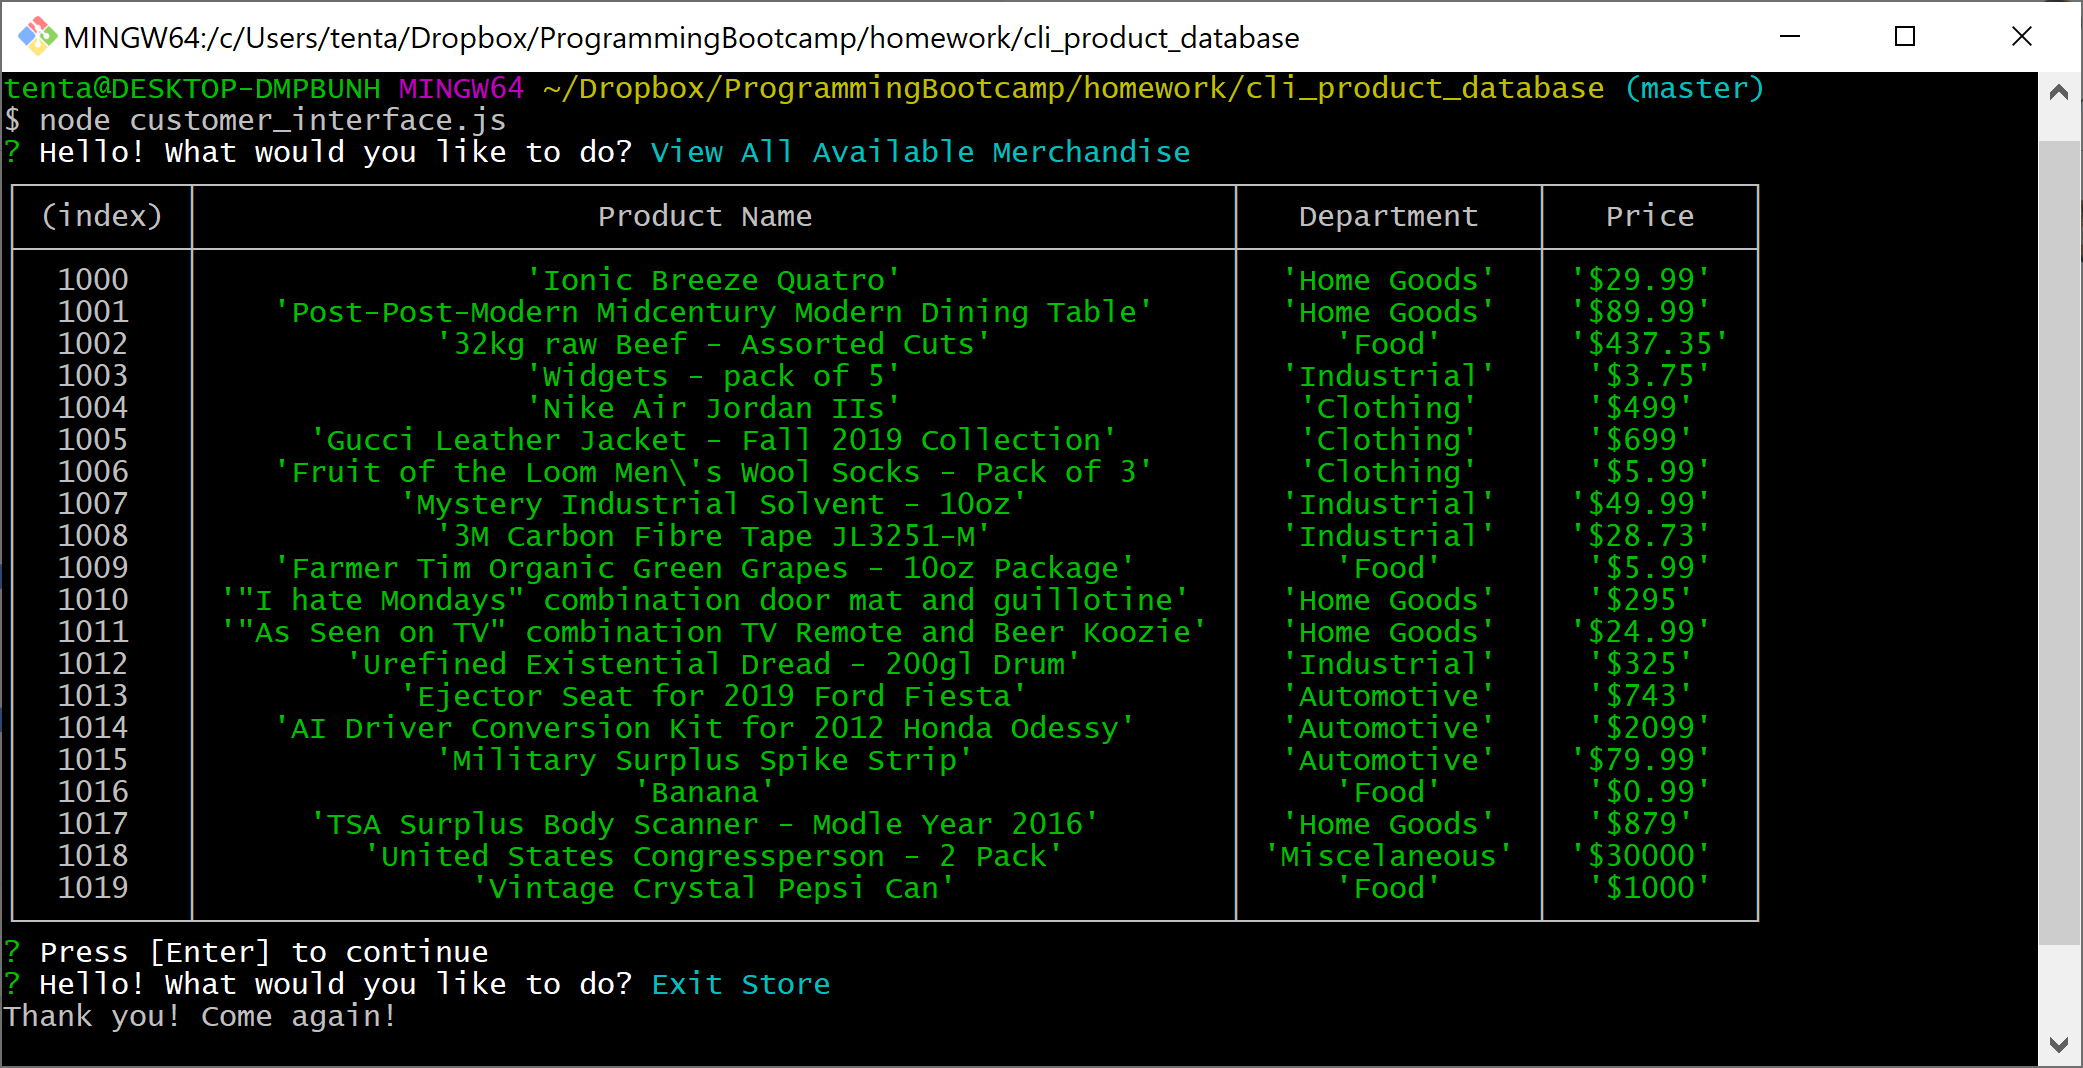 MINGW64:/c/Users/tenta/Dropbox/ProgrammingBootcamp/homework/cli_product_database
tenta@DESKTOP-DMPBUNH MINGW64 ~/Dropbox/ProgrammingBootcamp/homework/cli_product_database (master)
$ node customer_interface.js
? Hello! What would you like to do? View All Available Merchandise
(index) Product Name Department Price
1000 'Ionic Breeze Quatro' 'Home Goods' '$29.99'
1001 'Post-Post-Modern Midcentury Modern Dining Table' 'Home Goods' '$89.99'
1002 '32kg raw Beef - Assorted Cuts' 'Food' '$437.35'
1003 'Widgets - pack of 5' 'Industrial' '$3.75'
1004 'Nike Air Jordan IIs' 'Clothing' '$499'
1005 'Gucci Leather Jacket - Fall 2019 Collection' 'Clothing' '$699'
1006 'Fruit of the Loom Men\'s Wool Socks - Pack of 3' 'Clothing' '$5.99'
1007 'Mystery Industrial Solvent - 10oz' 'Industrial' '$49.99'
1008 '3M Carbon Fibre Tape JL3251-M' 'Industrial' '$28.73'
1009 'Farmer Tim Organic Green Grapes - 10oz Package' 'Food' '$5.99'
1010 '"I hate Mondays" combination door mat and guillotine' 'Home Goods' '$295'
1011 '"As Seen on TV" combination TV Remote and Beer Koozie' 'Home Goods' '$24.99'
1012 'Urefined Existential Dread - 200gl Drum' 'Industrial' '$325'
1013 'Ejector Seat for 2019 Ford Fiesta' 'Automotive' '$743'
1014 'AI Driver Conversion Kit for 2012 Honda Odessy' 'Automotive' '$2099'
1015 'Military Surplus Spike Strip' 'Automotive' '$79.99'
1016 'Banana' 'Food' '$0.99'
1017 'TSA Surplus Body Scanner - Modle Year 2016' 'Home Goods' '$879'
1018 'United States Congressperson - 2 Pack' 'Miscelaneous' '$30000'
1019 'Vintage Crystal Pepsi Can' 'Food' '$1000'
? Press [Enter] to continue
? Hello! What would you like to do? Exit Store
Thank you! Come again!